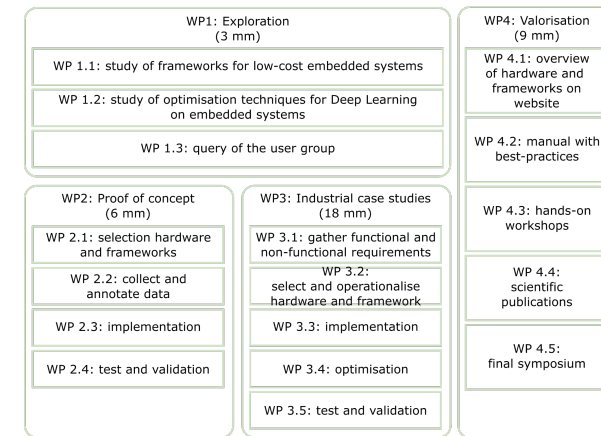 WP1: Exploration
(3 mm)
WP 1.1: study of frameworks for low-cost embedded systems
WP 1.2: study of optimisation techniques for Deep Learning
on embedded systems
WP 1.3: query of the user group
WP2: Proof of concept
(6 mm)
WP 2.1: selection hardware
and frameworks
WP 2.2: collect and
annotate data
WP 2.3: implementation
WP 2.4: test and validation
WP3: Industrial case studies
(18 mm)
WP 3.1: gather functional and
non-functional requirements
WP 3.2:
select and operationalise
hardware and framework
WP 3.3: implementation
WP 3.4: optimisation
WP 3.5: test and validation
WP4: Valorisation
(9 mm)
WP 4.1: overview
of hardware and
frameworks on
website
WP 4.2: manual with
best-practices
WP 4.3: hands-on
workshops
WP 4.4:
scientific
publications
WP 4.5:
final symposium